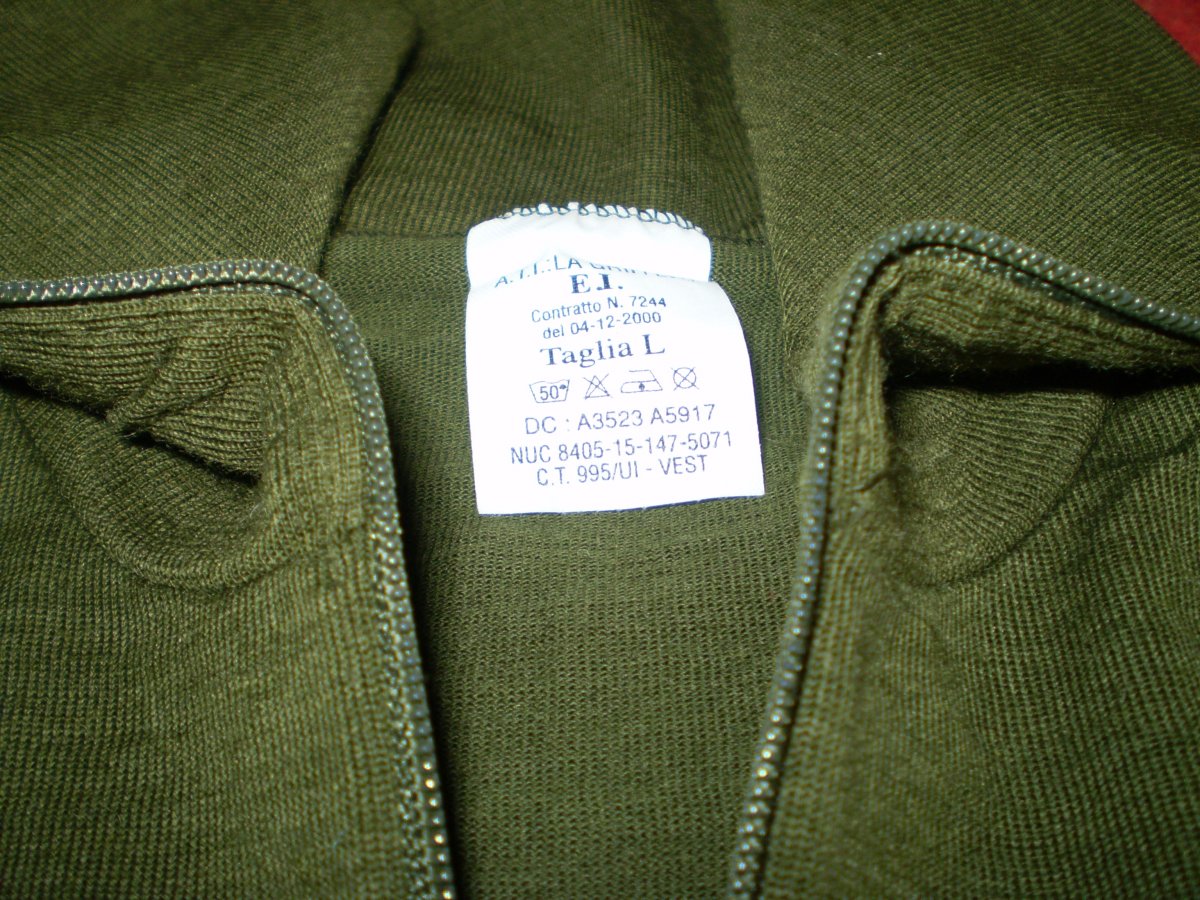 A.T.I.:LA
E.I.
Contratto N. 7244
del 04-12-2000
Taglia L
50°
DC : A3523 A5917
NUC 8405-15-147-5071
C.T. 995/UI - VEST